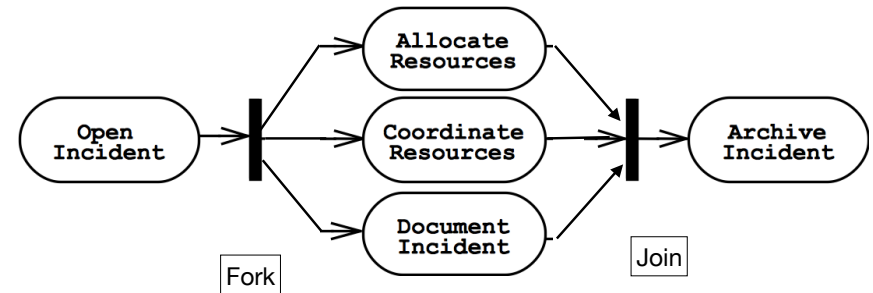 Open
Incident
Allocate
Resources
Coordinate
Resources
Document
Incident
Archive
Incident
Fork
Join